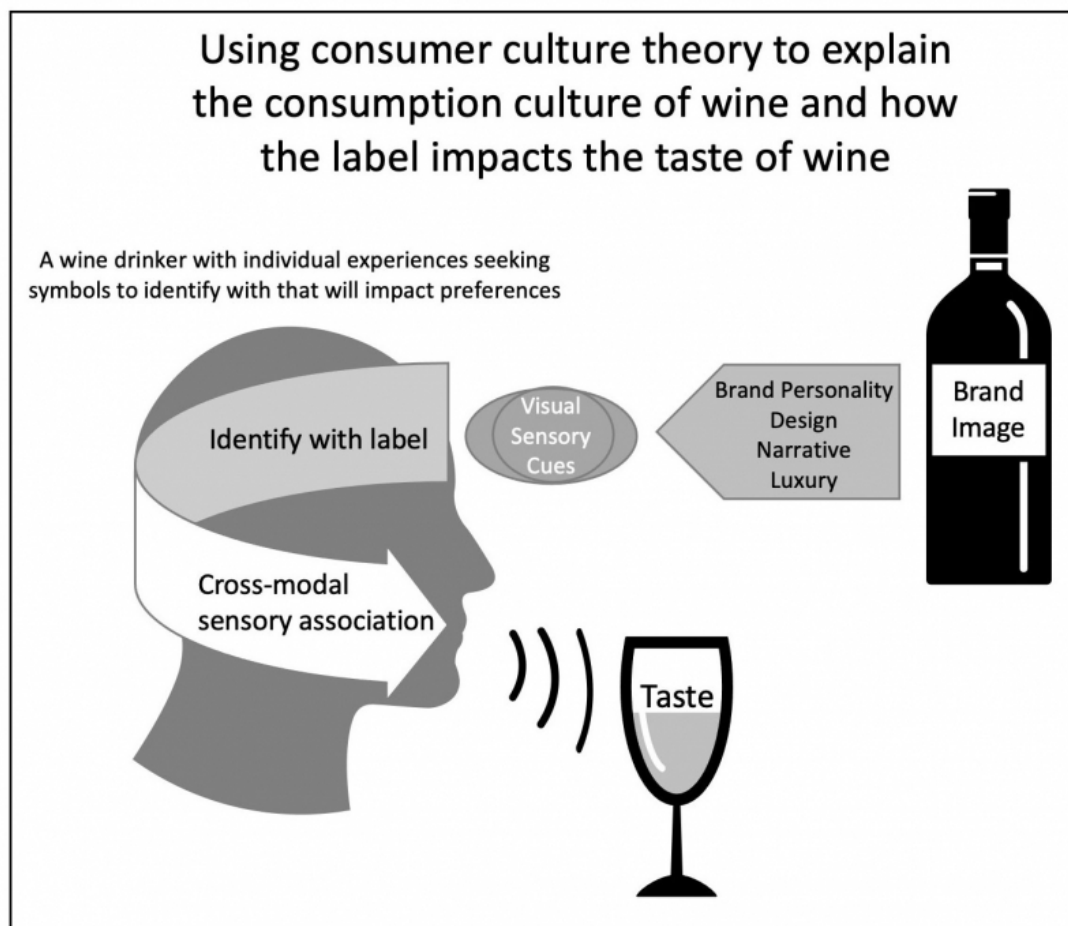 Using consumer culture theory to explain
the consumption culture of wine and how
the label impacts the taste of wine
A wine drinker with individual experiences seeking
symbols to identify with that will impact preferences
Identify with label
Visual
Sensory
Cues
Brand Personality
Design
Narrative
Luxury
Brand
Image
Cross-modal
sensory association
Taste